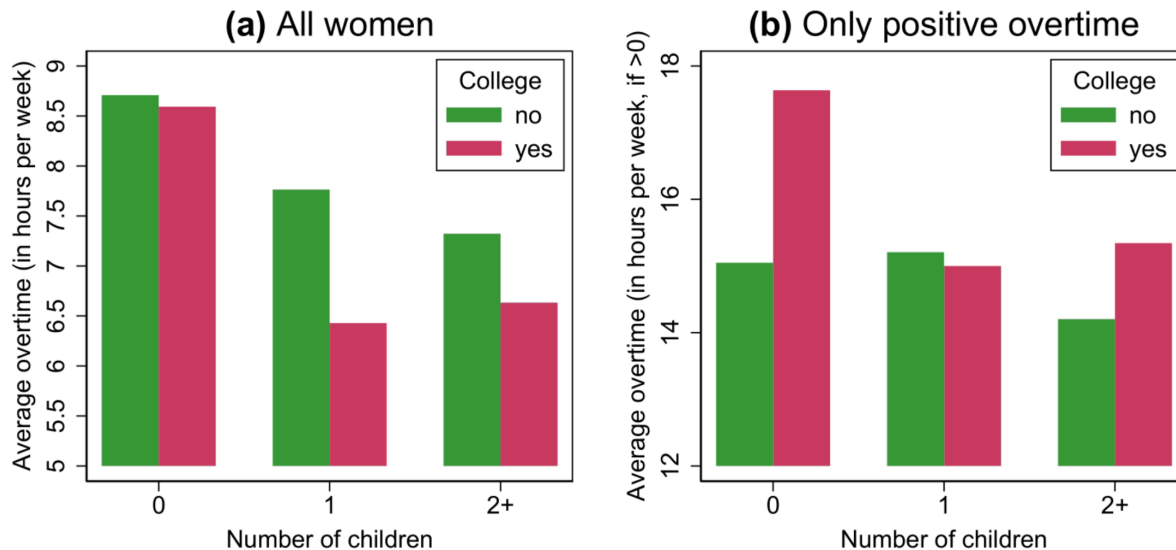 (a) All women
Average overtime (in hours per week)
9
8.5
8
7.5
7
6.5
6
5.5
5
College
no
yes
0 1 2+
Number of children
(b) Only positive overtime
Average overtime (in hours per week, if >0)
18
16
14
12
College
no
yes
0 1 2+
Number of children